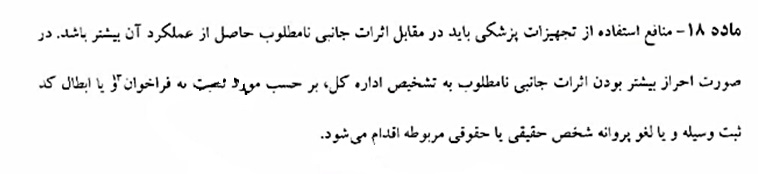 ماده ۱۸- منافع استفاده از تجهیزات پزشکی باید در مقابل اثرات جانبی نامطلوب حاصل از عملکرد آن بیشتر باشد. در
صورت احراز بیشتر بودن اثرات جانبی نامطلوب به تشخیص اداره کل، بر حسب مورد نسبت به فراخوان و یا ابطال کد
ثبت وسیله و یا لغو پروانه شخص حقیقی یا حقوقی مربوطه اقدام می‌شود.